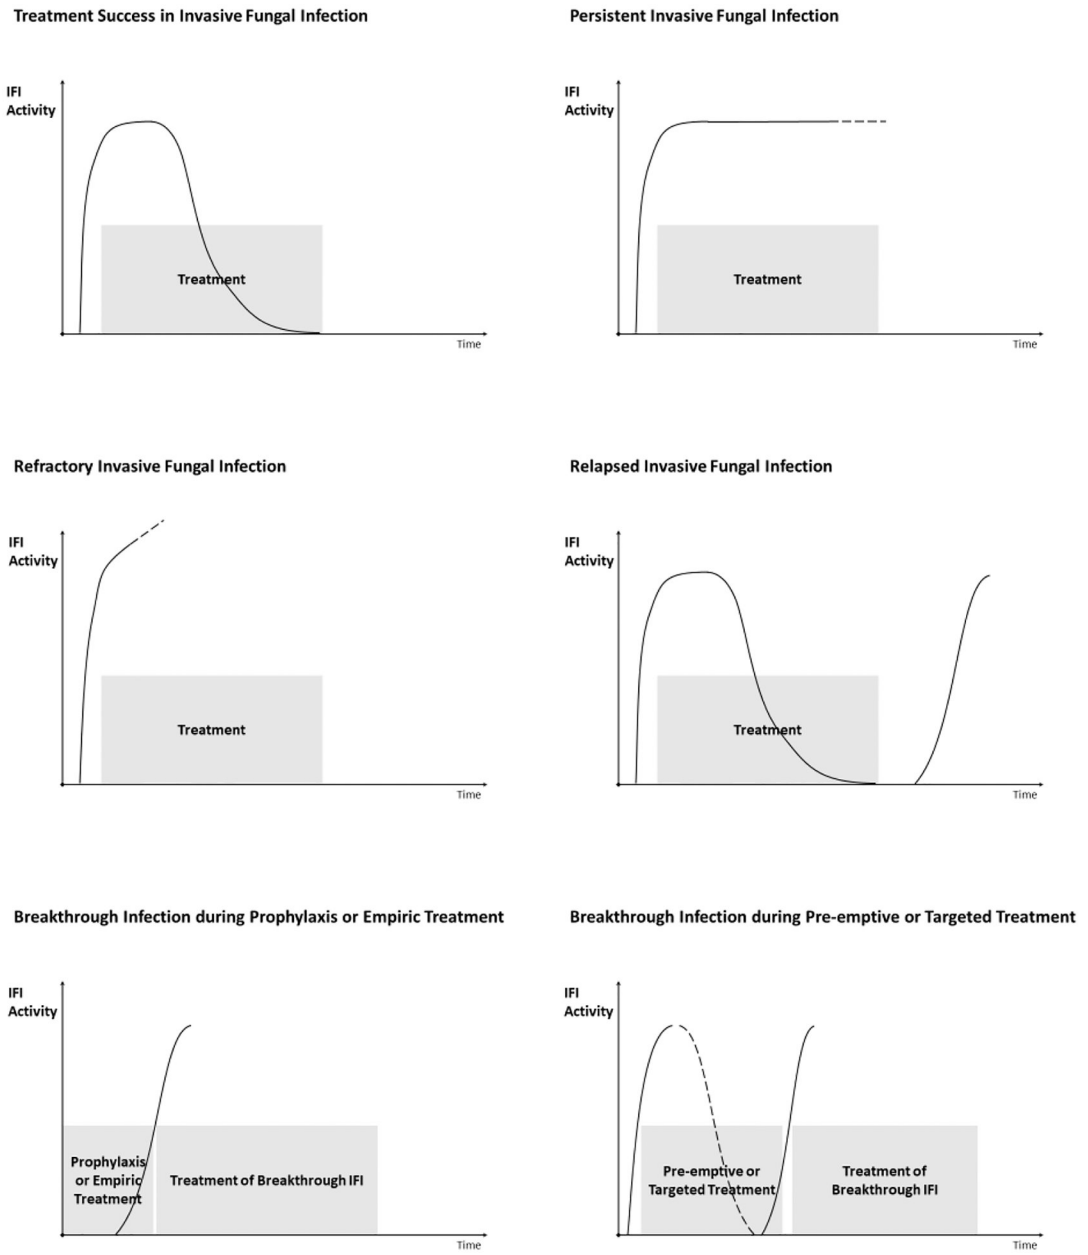 Treatment Success in Invasive Fungal Infection
IFI
Activity
Treatment
Time
Persistent Invasive Fungal Infection
IFI
Activity
Treatment
Time
Refractory Invasive Fungal Infection
IFI
Activity
Treatment
Time
Relapsed Invasive Fungal Infection
IFI
Activity
Treatment
Time
Breakthrough Infection during Prophylaxis or Empiric Treatment
IFI
Activity
Prophylaxis
or Empiric
Treatment
Treatment of Breakthrough IFI
Time
Breakthrough Infection during Pre-emptive or Targeted Treatment
IFI
Activity
Pre-emptive or
Targeted Treatment
Treatment of
Breakthrough IFI
Time